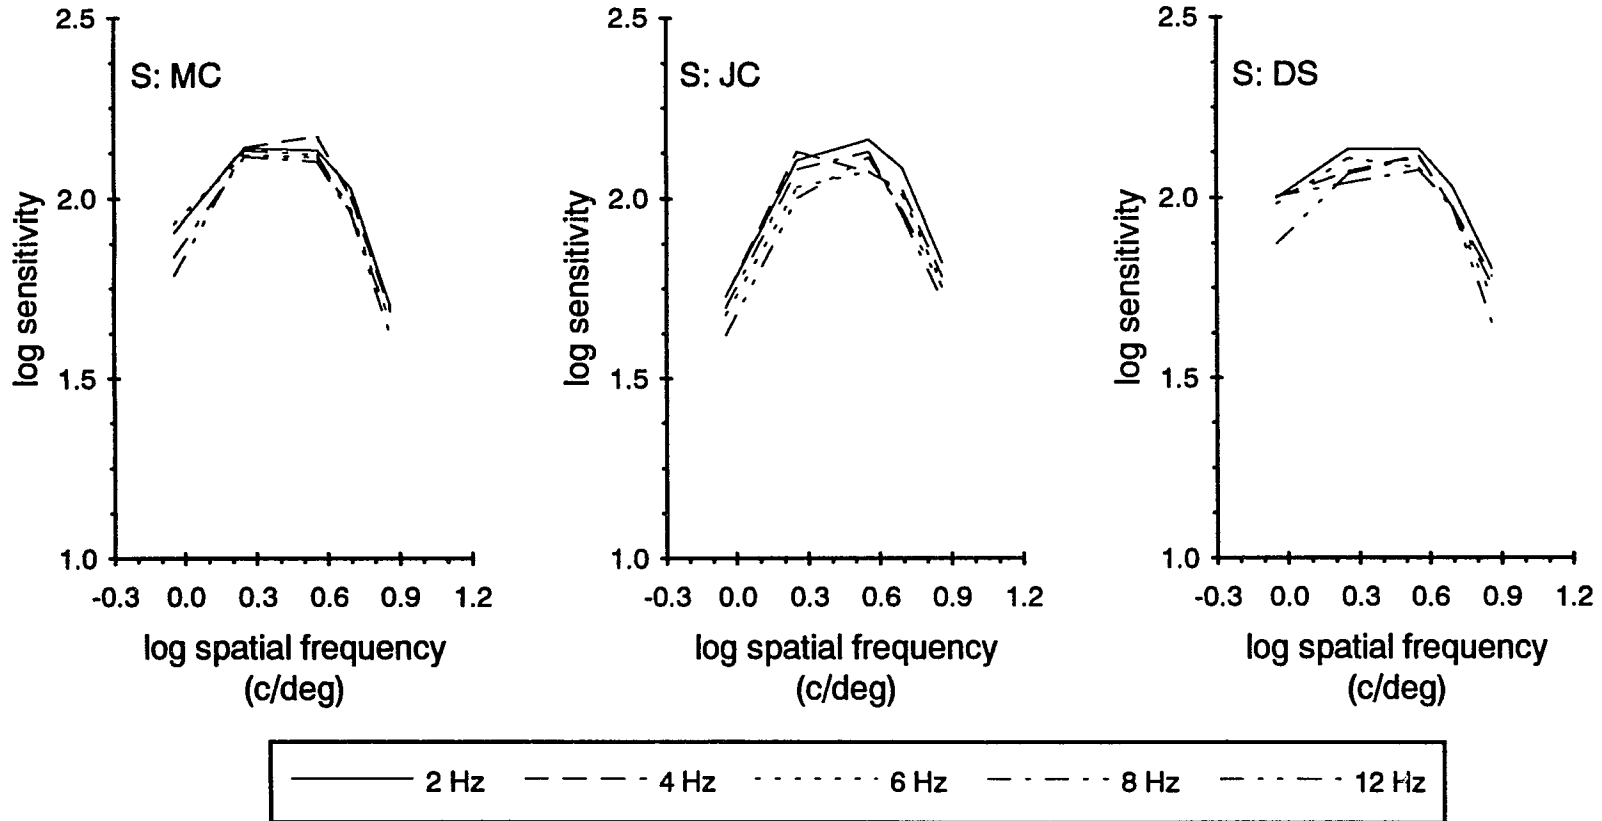 2.5
S: MC
2.0
1.5
1.0
log sensitivity
-0.3 0.0 0.3 0.6 0.9 1.2
log spatial frequency
(c/deg)
2.5
S: JC
2.0
1.5
1.0
log sensitivity
-0.3 0.0 0.3 0.6 0.9 1.2
log spatial frequency
(c/deg)
2.5
S: DS
2.0
1.5
1.0
log sensitivity
-0.3 0.0 0.3 0.6 0.9 1.2
log spatial frequency
(c/deg)
2 Hz 4 Hz 6 Hz 8 Hz 12 Hz